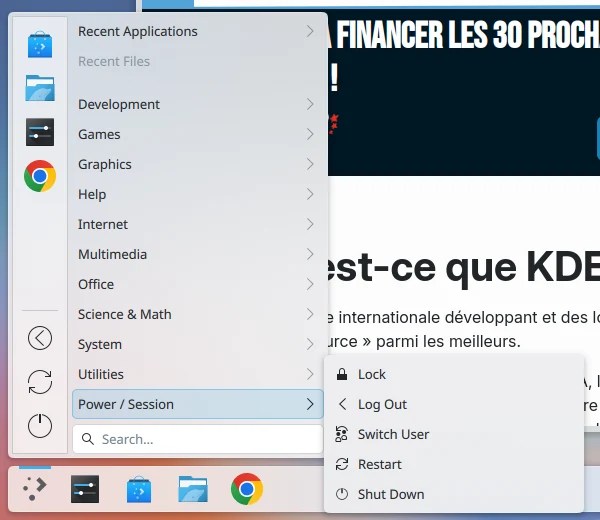 Recent Applications
Recent Files
Development
Games
Graphics
Help
Internet
Multimedia
Office
Science & Math
System
Utilities
Power / Session
Search...
Lock
Log Out
Switch User
Restart
Shut Down
À FINANCER LES 30 PROCH
!
est-ce que KDE
internationale développant et des lo
urce » parmi les meilleurs.